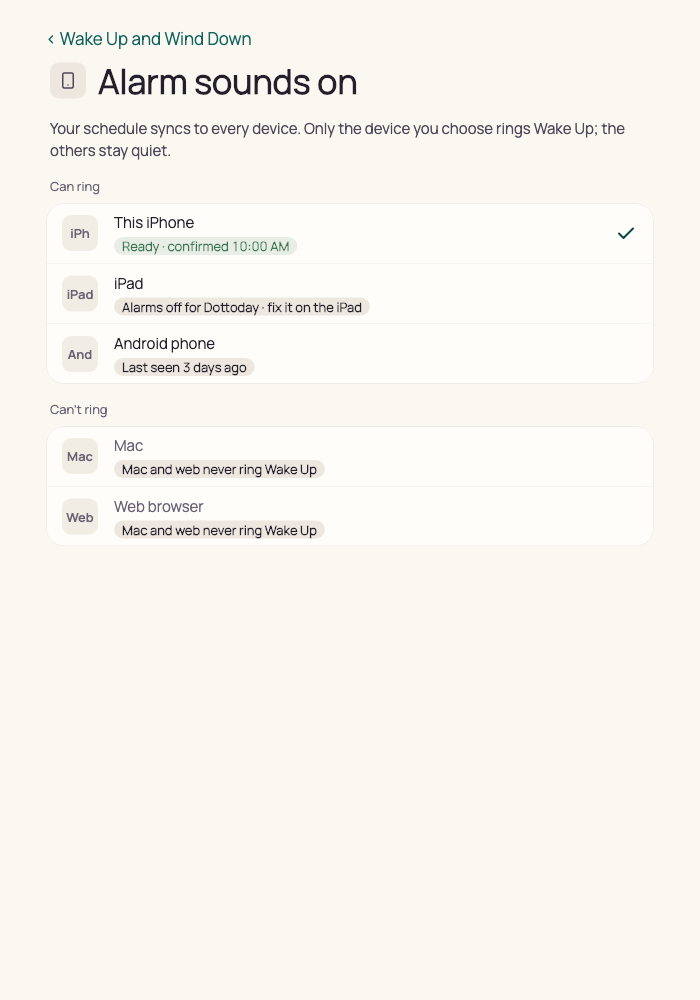 ‹ Wake Up and Wind Down
Alarm sounds on
Your schedule syncs to every device. Only the device you choose rings Wake Up; the
others stay quiet.
Can ring
iPh
This iPhone
Ready · confirmed 10:00 AM
iPad
iPad
Alarms off for Dottoday · fix it on the iPad
And
Android phone
Last seen 3 days ago
Can't ring
Mac
Mac
Mac and web never ring Wake Up
Web
Web browser
Mac and web never ring Wake Up